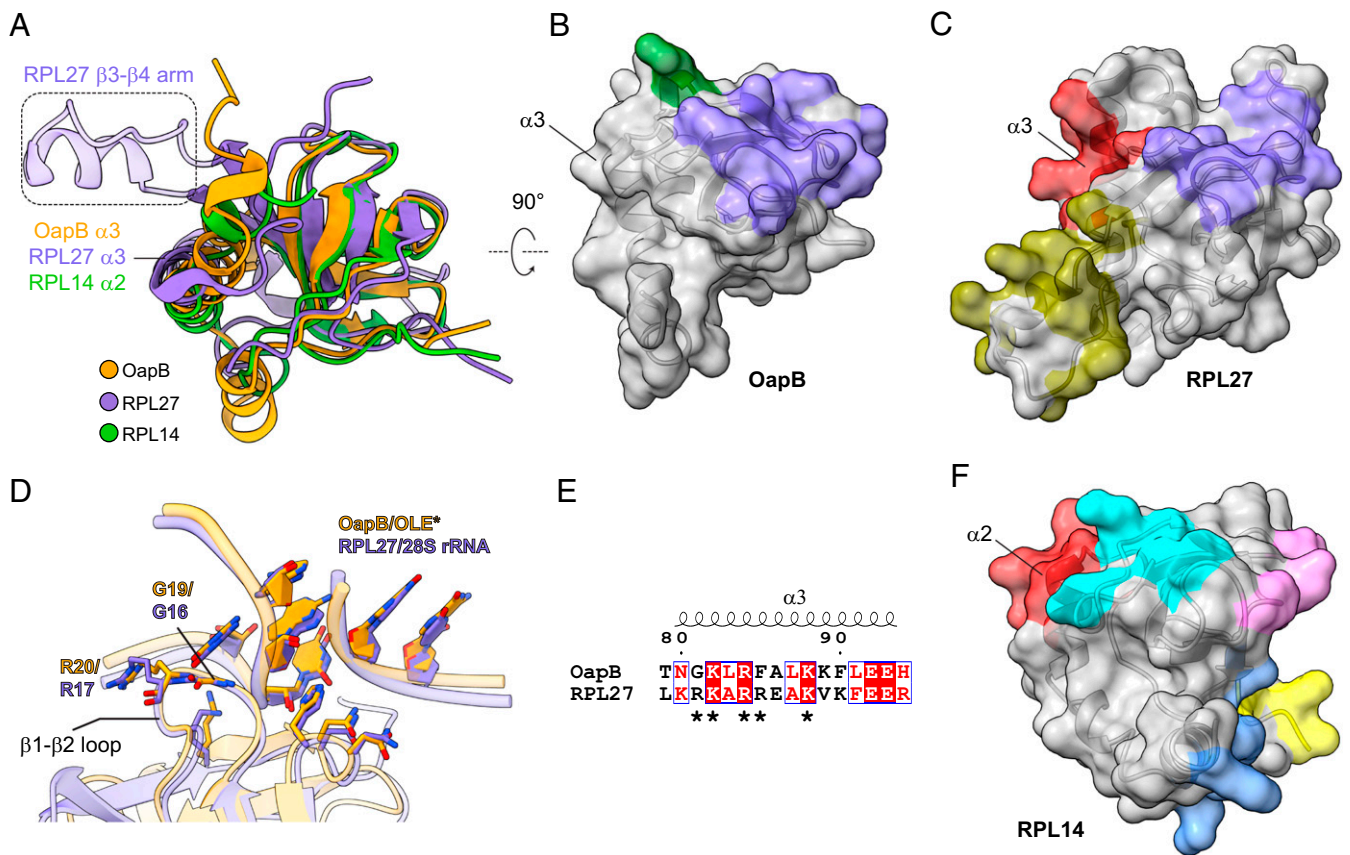 A
RPL27 β3-β4 arm
OapB α3
RPL27 α3
RPL14 α2
OapB
RPL27
RPL14
90°
B
α3
OapB
C
α3
RPL27
D
OapB/OLE*
RPL27/28S rRNA
G19/
G16
R20/
R17
β1-β2 loop
E
α3
80 90
OapB TNGKLRFALKKFLEEH
RPL27 LKRKARREAKVKFEER
* * * * *
F
α2
RPL14